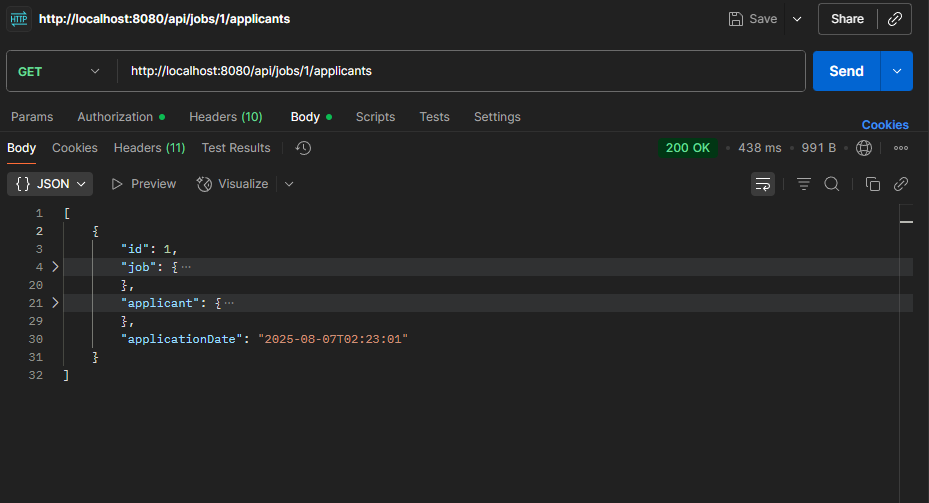 HTTP http://localhost:8080/api/jobs/1/applicants Save Share
GET http://localhost:8080/api/jobs/1/applicants Send
Params Authorization Headers (10) Body Scripts Tests Settings
Cookies
Body Cookies Headers (11) Test Results 200 OK 438 ms 991 B
{} JSON Preview Visualize
1 [
2 {
3 "id": 1,
4 "job": { ...
20 },
21 "applicant": { ...
29 },
30 "applicationDate": "2025-08-07T02:23:01"
31 }
32 ]